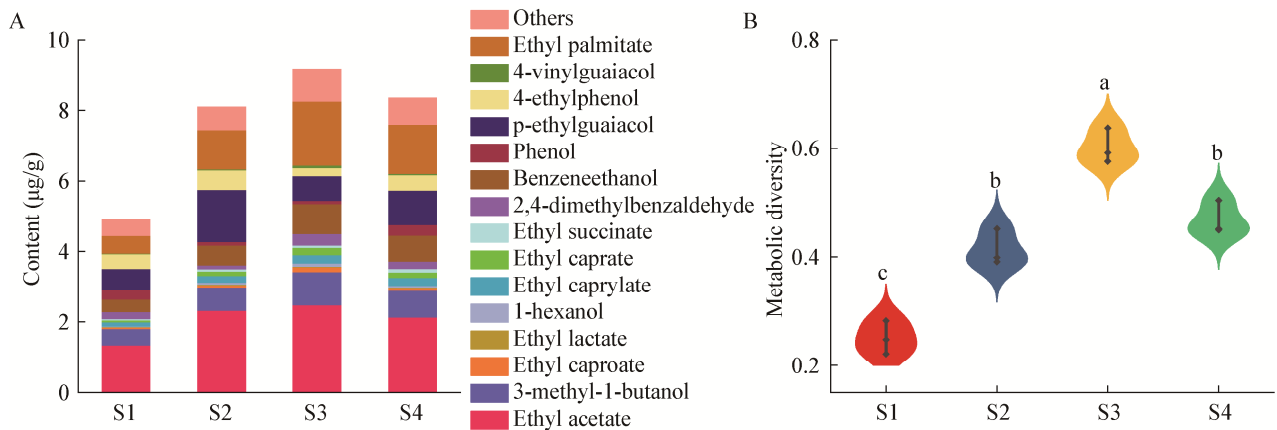 A
Content (μg/g)
10
8
6
4
2
0
S1 S2 S3 S4
Others
Ethyl palmitate
4-vinylguaiacol
4-ethylphenol
p-ethylguaiacol
Phenol
Benzeneethanol
2,4-dimethylbenzaldehyde
Ethyl succinate
Ethyl caprate
Ethyl caprylate
1-hexanol
Ethyl lactate
Ethyl caproate
3-methyl-1-butanol
Ethyl acetate
B
Metabolic diversity
0.8
0.6
0.4
0.2
c
b
a
b
S1 S2 S3 S4